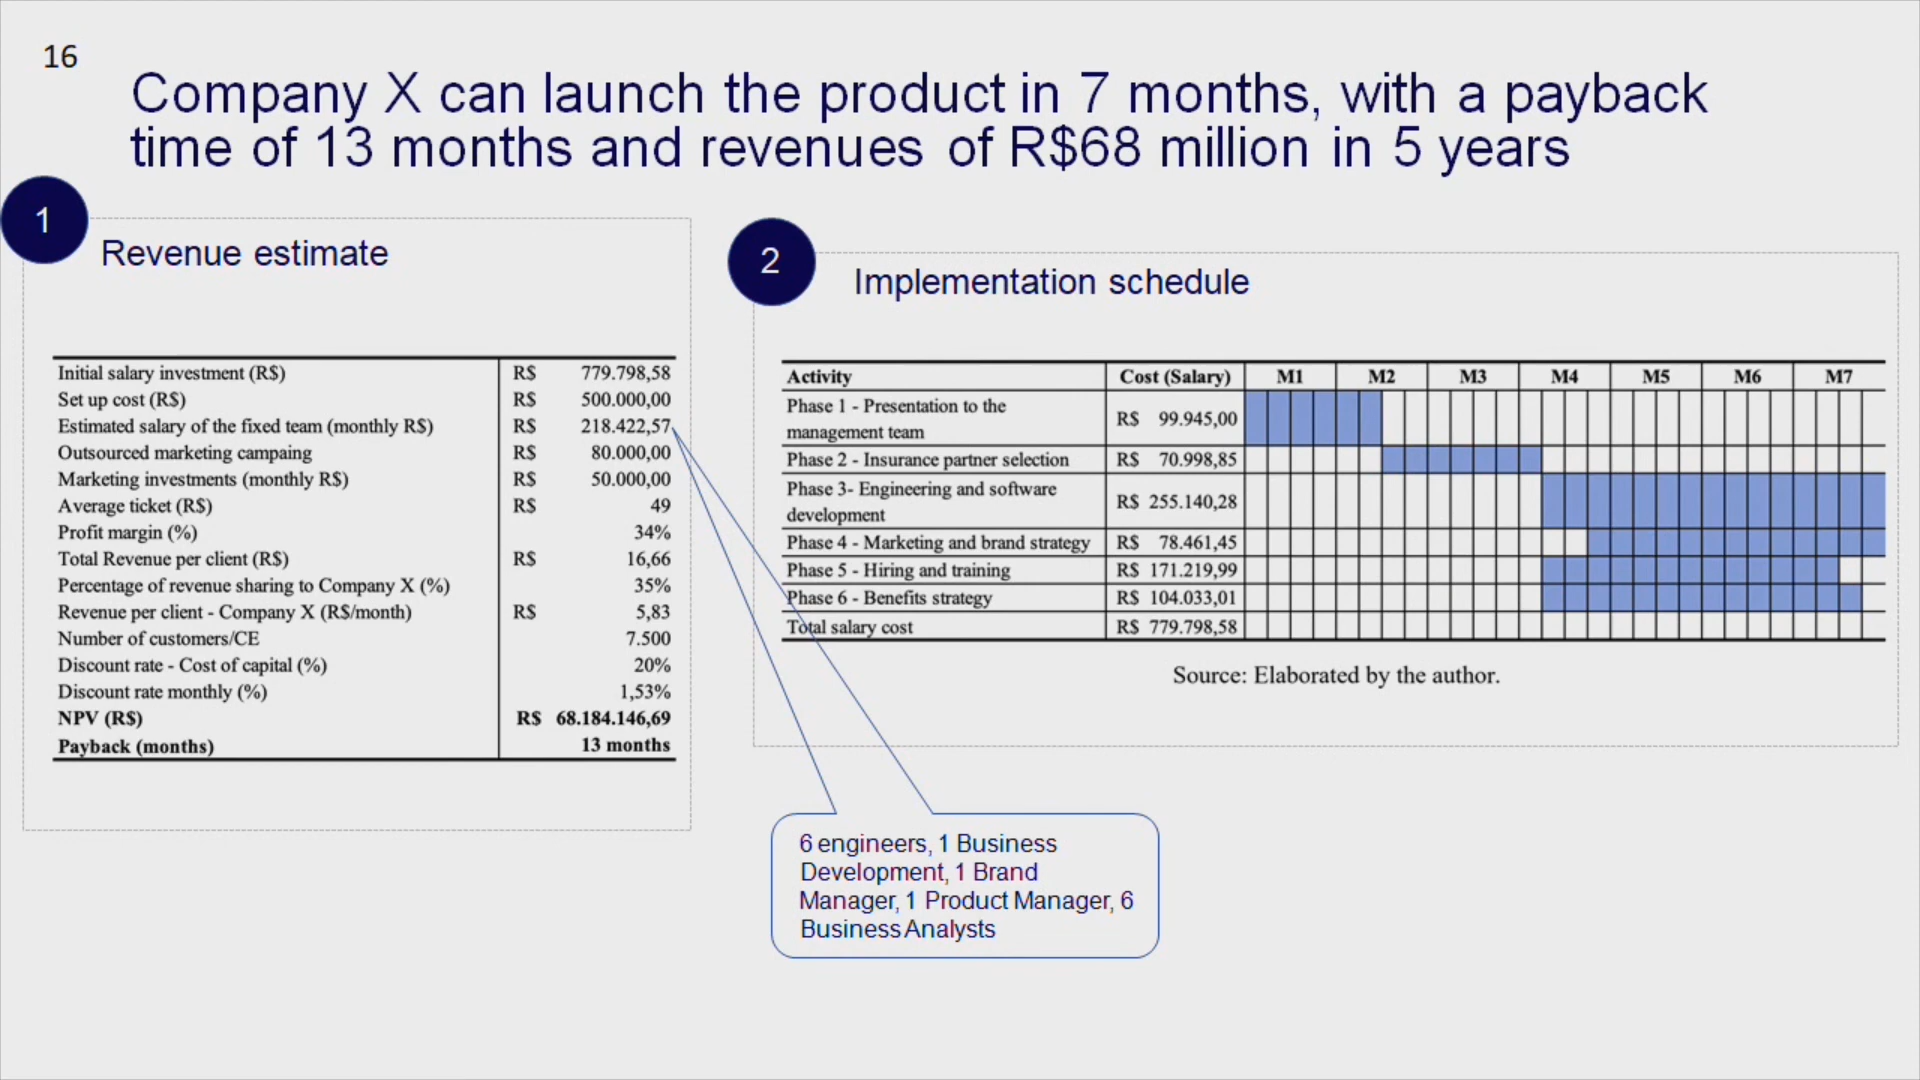 16
Company X can launch the product in 7 months, with a payback
time of 13 months and revenues of R$68 million in 5 years
1
Revenue estimate
Initial salary investment (R$) R$ 779.798,58
Set up cost (R$) R$ 500.000,00
Estimated salary of the fixed team (monthly R$) R$ 218.422,57
Outsourced marketing campaing R$ 80.000,00
Marketing investments (monthly R$) R$ 50.000,00
Average ticket (R$) R$ 49
Profit margin (%) 34%
Total Revenue per client (R$) R$ 16,66
Percentage of revenue sharing to Company X (%) 35%
Revenue per client - Company X (R$/month) R$ 5,83
Number of customers/CE 7.500
Discount rate - Cost of capital (%) 20%
Discount rate monthly (%) 1,53%
NPV (R$) R$ 68.184.146,69
Payback (months) 13 months
2
Implementation schedule
Activity Cost (Salary) M1 M2 M3 M4 M5 M6 M7
Phase 1 - Presentation to the
management team R$ 99.945,00
Phase 2 - Insurance partner selection R$ 70.998,85
Phase 3- Engineering and software
development R$ 255.140,28
Phase 4 - Marketing and brand strategy R$ 78.461,45
Phase 5 - Hiring and training R$ 171.219,99
Phase 6 - Benefits strategy R$ 104.033,01
Total salary cost R$ 779.798,58
Source: Elaborated by the author.
6 engineers, 1 Business
Development, 1 Brand
Manager, 1 Product Manager, 6
Business Analysts